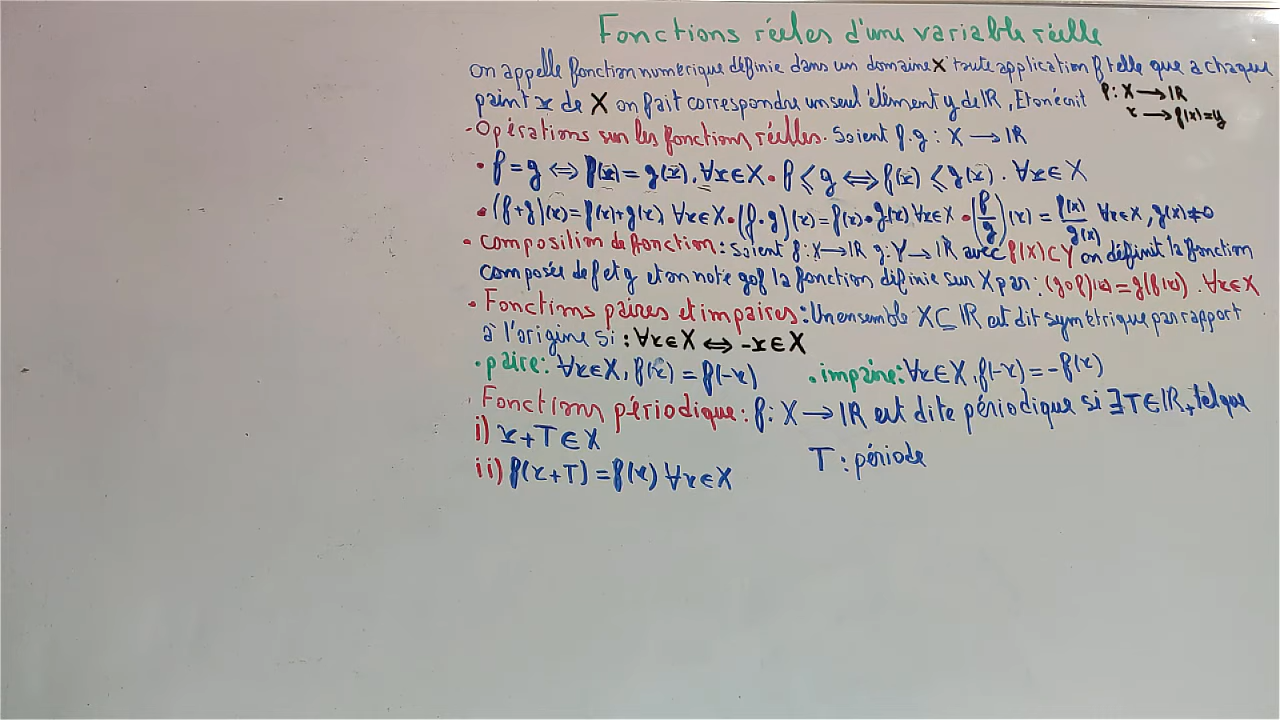 Fonctions réeles d'une variable réelle
on appelle fonction numérique définie dans un domaine X toute application f telle que a chaque
point x de X on fait correspondre un seul élément y de IR, Et on écrit f: X → IR
x → f(x)=y
- Opérations sur les fonctions réelles. Soient f.g : X → IR
• f = g ⇔ f(x) = g(x). ∀x∈X • f ≤ g ⇔ f(x) ≤ g(x). ∀x∈X
• (f+g)(x)=f(x)+g(x), ∀x∈X • (f•g)(x)=f(x)•g(x) ∀x∈X • (f/g)(x) = f(x)/g(x) ∀x∈X, g(x)≠0
• composition de fonction : soient f: X→IR g: Y→IR avec f(X)⊂Y on définit la fonction
composée de f et g et on note gof la fonction définie sur X par : (gof)(x)=g(f(x)). ∀x∈X
• Fonctions paires et impaires : Un ensemble X⊆IR est dit symétrique par rapport
à l'origine si : ∀x∈X ⇔ -x∈X
• paire : ∀x∈X, f(x) = f(-x) • impaire : ∀x∈X, f(-x) = -f(x)
. Fonctions périodique : f: X → IR est dite périodique si ∃T∈IR+ tel que
i) x+T∈X
T : période
ii) f(x+T) = f(x) ∀x∈X